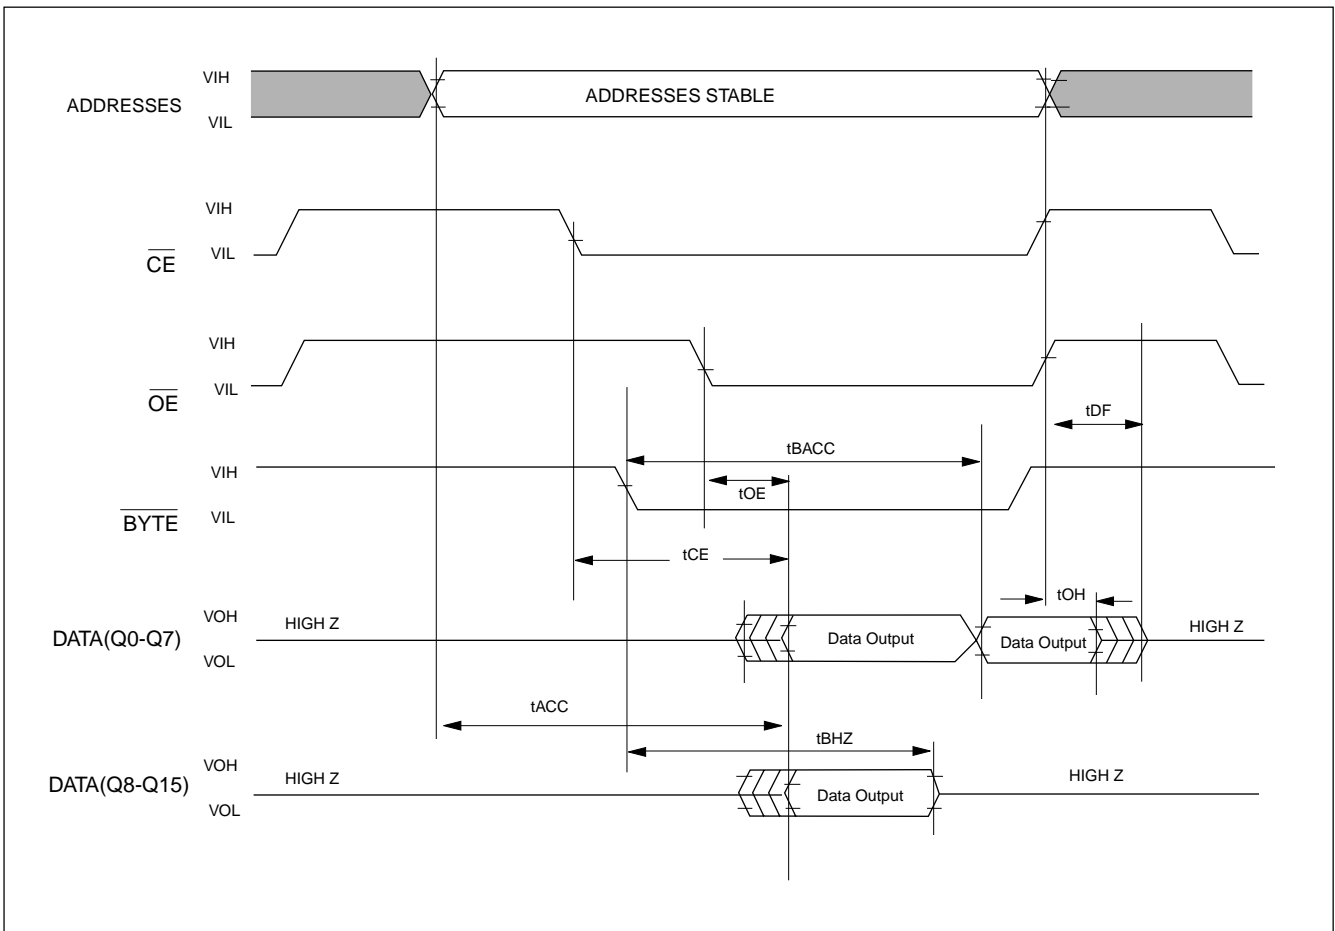 VIH
ADDRESSES
ADDRESSES STABLE
VIL
VIH
CE
VIL
VIH
OE
VIL
tDF
tBACC
VIH
tOE
BYTE
VIL
tCE
tOH
VOH
HIGH Z
DATA(Q0-Q7)
Data Output
Data Output
HIGH Z
VOL
tACC
tBHZ
VOH
HIGH Z
HIGH Z
DATA(Q8-Q15)
Data Output
VOL